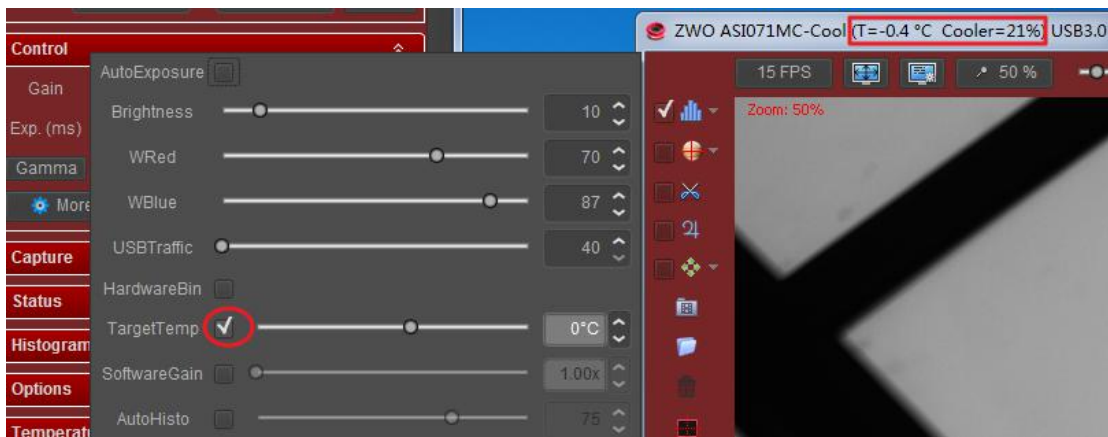 Control
Gain
Exp. (ms)
Gamma
More
Capture
Status
Histogram
Options
AutoExposure
Brightness 10
WRed 70
WBlue 87
USBTraffic 40
HardwareBin
TargetTemp 0°C
SoftwareGain 1.00x
AutoHisto 75
ZWO ASI071MC-Cool (T=-0.4 °C Cooler=21%) USB3.0
15 FPS 50 %
Zoom: 50%